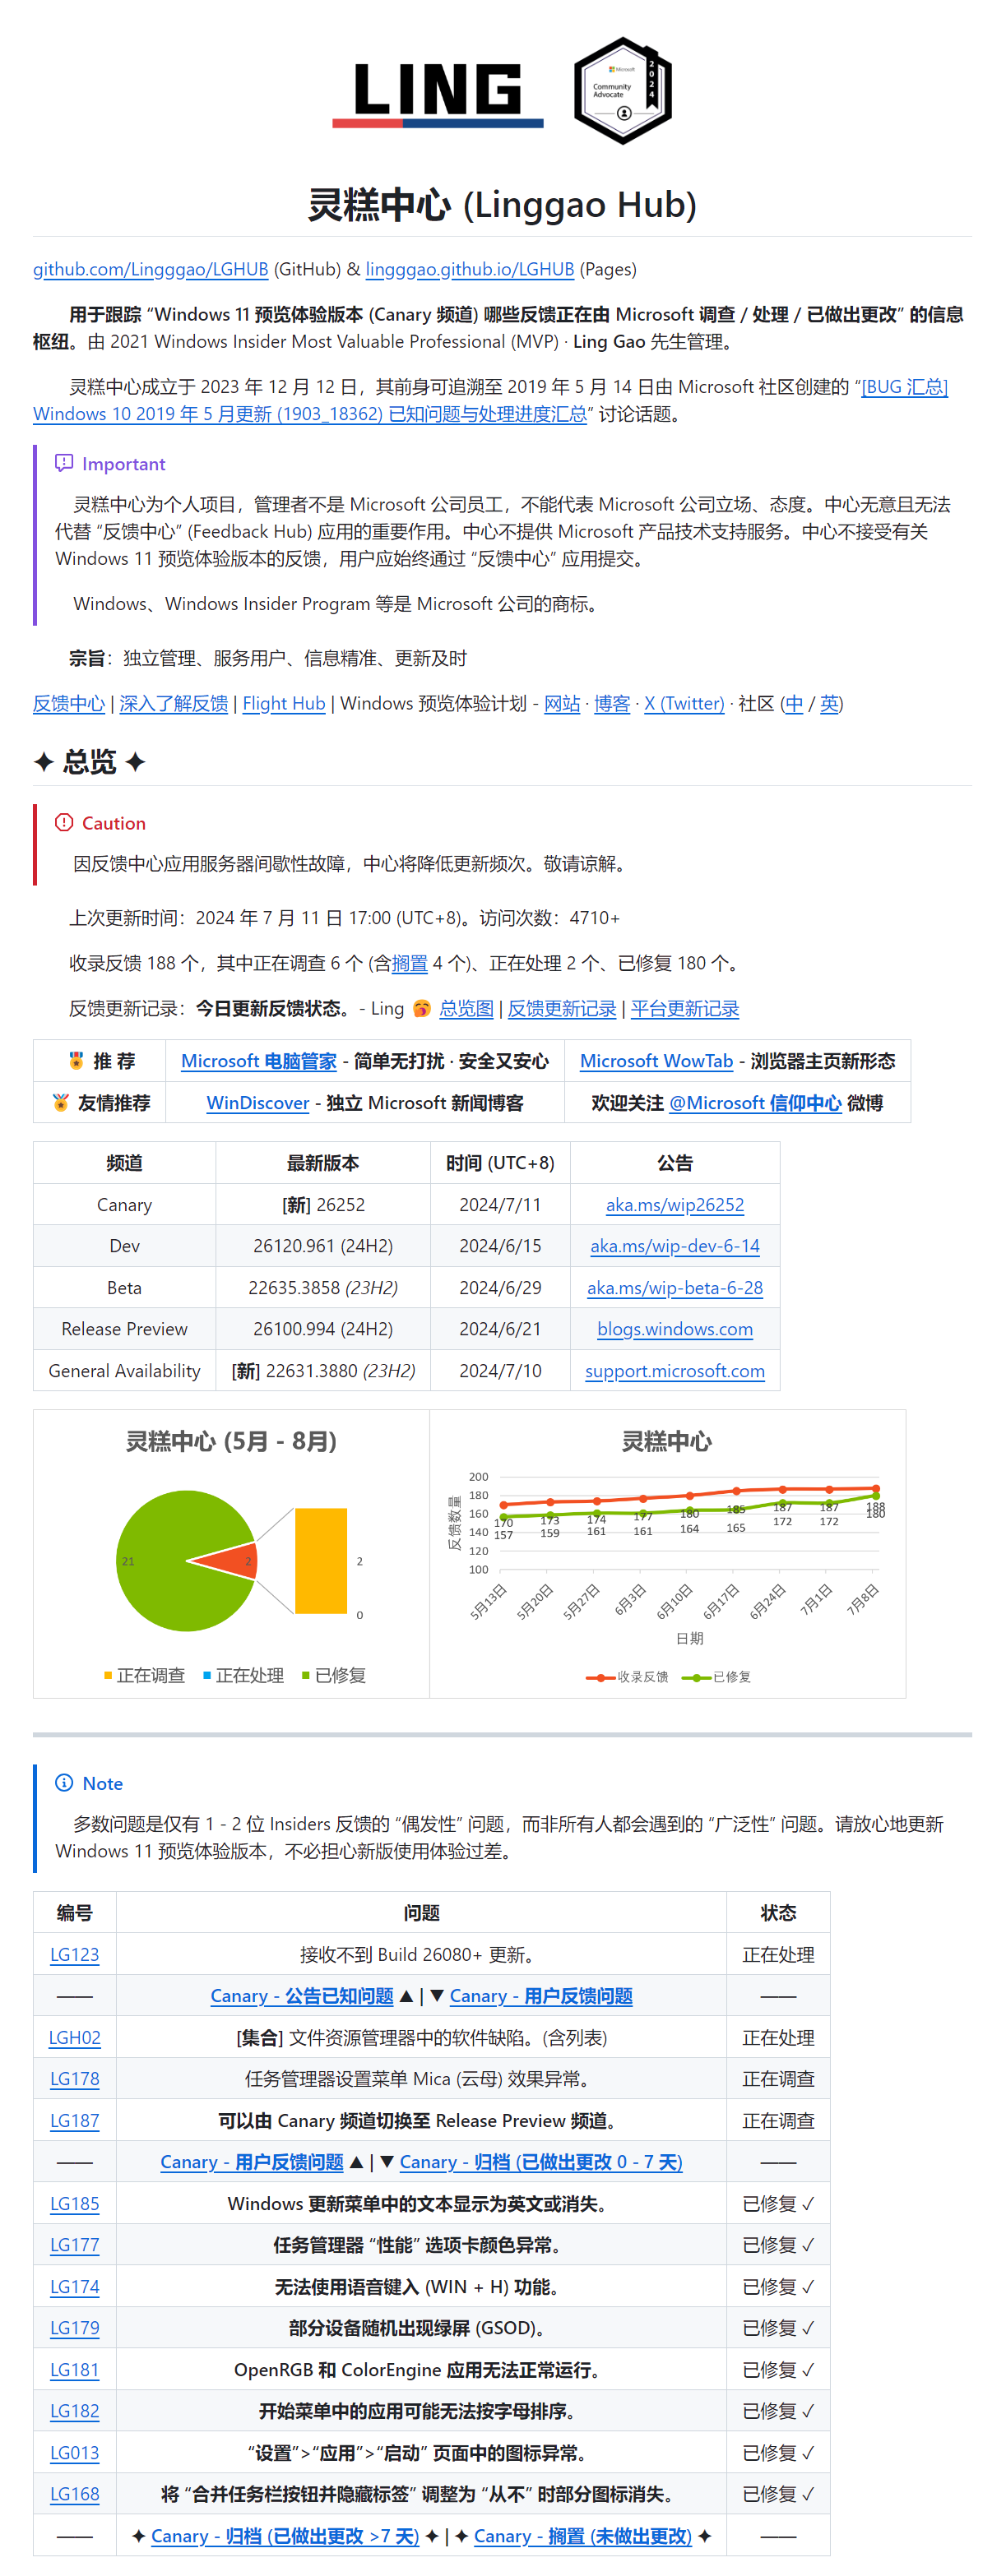 LING
Microsoft
Community
Advocate
2024
灵糕中心 (Linggao Hub)
github.com/Lingggao/LGHUB (GitHub) & lingggao.github.io/LGHUB (Pages)
用于跟踪 “Windows 11 预览体验版本 (Canary 频道) 哪些反馈正在由 Microsoft 调查 / 处理 / 已做出更改” 的信息
枢纽。由 2021 Windows Insider Most Valuable Professional (MVP) · Ling Gao 先生管理。
灵糕中心成立于 2023 年 12 月 12 日，其前身可追溯至 2019 年 5 月 14 日由 Microsoft 社区创建的 “[BUG 汇总]
Windows 10 2019 年 5 月更新 (1903_18362) 已知问题与处理进度汇总” 讨论话题。
Important
灵糕中心为个人项目，管理者不是 Microsoft 公司员工，不能代表 Microsoft 公司立场、态度。中心无意且无法
代替 “反馈中心” (Feedback Hub) 应用的重要作用。中心不提供 Microsoft 产品技术支持服务。中心不接受有关
Windows 11 预览体验版本的反馈，用户应始终通过 “反馈中心” 应用提交。
Windows、Windows Insider Program 等是 Microsoft 公司的商标。
宗旨：独立管理、服务用户、信息精准、更新及时
反馈中心 | 深入了解反馈 | Flight Hub | Windows 预览体验计划 - 网站 · 博客 · X (Twitter) · 社区 (中 / 英)
✦ 总览 ✦
Caution
因反馈中心应用服务器间歇性故障，中心将降低更新频次。敬请谅解。
上次更新时间：2024 年 7 月 11 日 17:00 (UTC+8)。访问次数：4710+
收录反馈 188 个，其中正在调查 6 个 (含搁置 4 个)、正在处理 2 个、已修复 180 个。
反馈更新记录：今日更新反馈状态。- Ling 🥱 总览图 | 反馈更新记录 | 平台更新记录
🏅 推 荐 Microsoft 电脑管家 - 简单无打扰 · 安全又安心 Microsoft WowTab - 浏览器主页新形态
🏅 友情推荐 WinDiscover - 独立 Microsoft 新闻博客 欢迎关注 @Microsoft 信仰中心 微博
频道 最新版本 时间 (UTC+8) 公告
Canary [新] 26252 2024/7/11 aka.ms/wip26252
Dev 26120.961 (24H2) 2024/6/15 aka.ms/wip-dev-6-14
Beta 22635.3858 (23H2) 2024/6/29 aka.ms/wip-beta-6-28
Release Preview 26100.994 (24H2) 2024/6/21 blogs.windows.com
General Availability [新] 22631.3880 (23H2) 2024/7/10 support.microsoft.com
灵糕中心 (5月 - 8月)
21 2 2
0
正在调查 正在处理 已修复
灵糕中心
反馈数量
200
180
160
140
120
100
170 173 174 177 180 185 187 187 188
157 159 161 161 164 165 172 172 180
5月13日 5月20日 5月27日 6月3日 6月10日 6月17日 6月24日 7月1日 7月8日
日期
收录反馈 已修复
Note
多数问题是仅有 1 - 2 位 Insiders 反馈的 “偶发性” 问题，而非所有人都会遇到的 “广泛性” 问题。请放心地更新
Windows 11 预览体验版本，不必担心新版使用体验过差。
编号 问题 状态
LG123 接收不到 Build 26080+ 更新。 正在处理
—— Canary - 公告已知问题 ▲ | ▼ Canary - 用户反馈问题 ——
LGH02 [集合] 文件资源管理器中的软件缺陷。(含列表) 正在处理
LG178 任务管理器设置菜单 Mica (云母) 效果异常。 正在调查
LG187 可以由 Canary 频道切换至 Release Preview 频道。 正在调查
—— Canary - 用户反馈问题 ▲ | ▼ Canary - 归档 (已做出更改 0 - 7 天) ——
LG185 Windows 更新菜单中的文本显示为英文或消失。 已修复 ✓
LG177 任务管理器 “性能” 选项卡颜色异常。 已修复 ✓
LG174 无法使用语音键入 (WIN + H) 功能。 已修复 ✓
LG179 部分设备随机出现绿屏 (GSOD)。 已修复 ✓
LG181 OpenRGB 和 ColorEngine 应用无法正常运行。 已修复 ✓
LG182 开始菜单中的应用可能无法按字母排序。 已修复 ✓
LG013 “设置”>“应用”>“启动” 页面中的图标异常。 已修复 ✓
LG168 将 “合并任务栏按钮并隐藏标签” 调整为 “从不” 时部分图标消失。 已修复 ✓
—— ✦ Canary - 归档 (已做出更改 >7 天) ✦ | ✦ Canary - 搁置 (未做出更改) ✦ ——